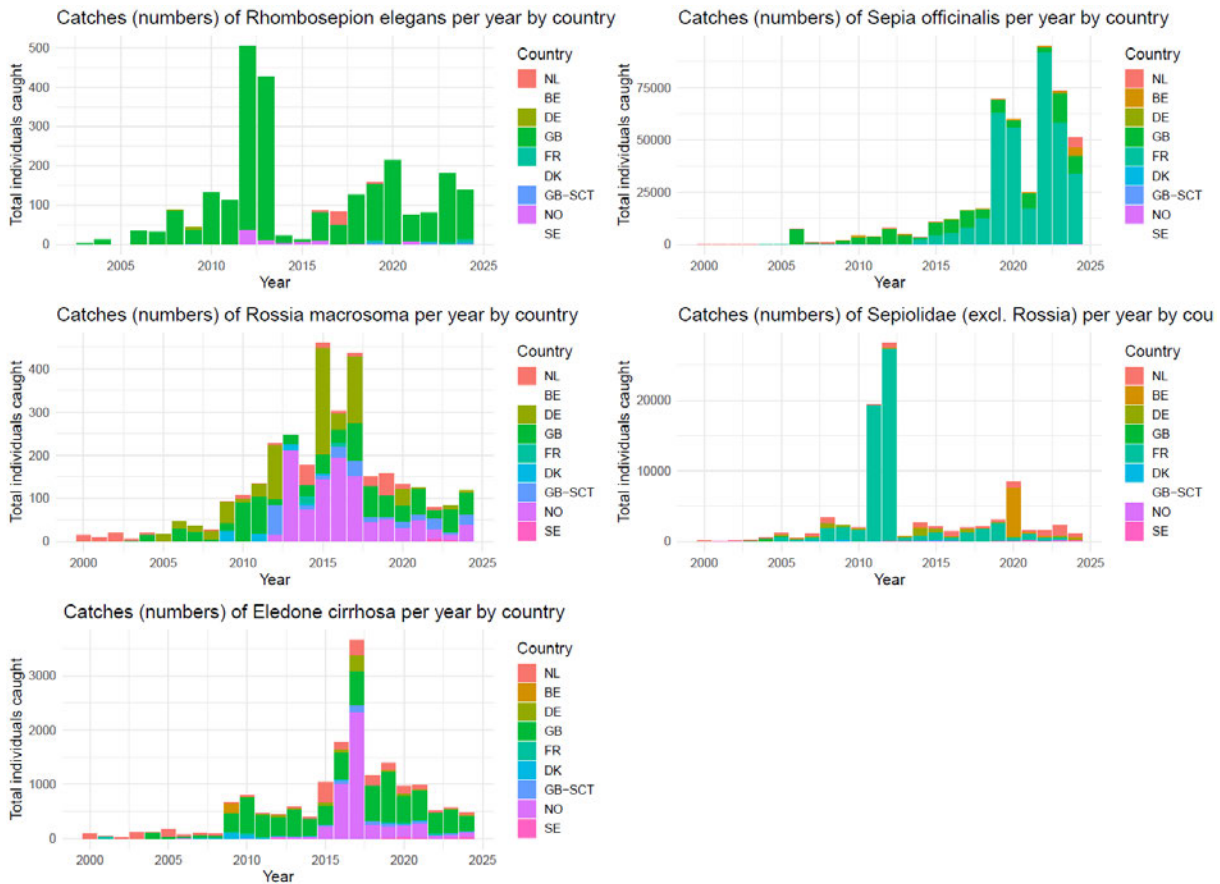 Catches (numbers) of Rhombosepion elegans per year by country
Total individuals caught
500
400
300
200
100
0
2005
2010
2015
2020
2025
Year
Country
NL
BE
DE
GB
FR
DK
GB-SCT
NO
SE
Catches (numbers) of Sepia officinalis per year by country
Total individuals caught
75000
50000
25000
0
2000
2005
2010
2015
2020
2025
Year
Country
NL
BE
DE
GB
FR
DK
GB-SCT
NO
SE
Catches (numbers) of Rossia macrosoma per year by country
Total individuals caught
400
300
200
100
0
2000
2005
2010
2015
2020
2025
Year
Country
NL
BE
DE
GB
FR
DK
GB-SCT
NO
SE
Catches (numbers) of Sepiolidae (excl. Rossia) per year by cou
Total individuals caught
20000
10000
0
2000
2005
2010
2015
2020
2025
Year
Country
NL
BE
DE
GB
FR
DK
GB-SCT
NO
SE
Catches (numbers) of Eledone cirrhosa per year by country
Total individuals caught
3000
2000
1000
0
2000
2005
2010
2015
2020
2025
Year
Country
NL
BE
DE
GB
FR
DK
GB-SCT
NO
SE